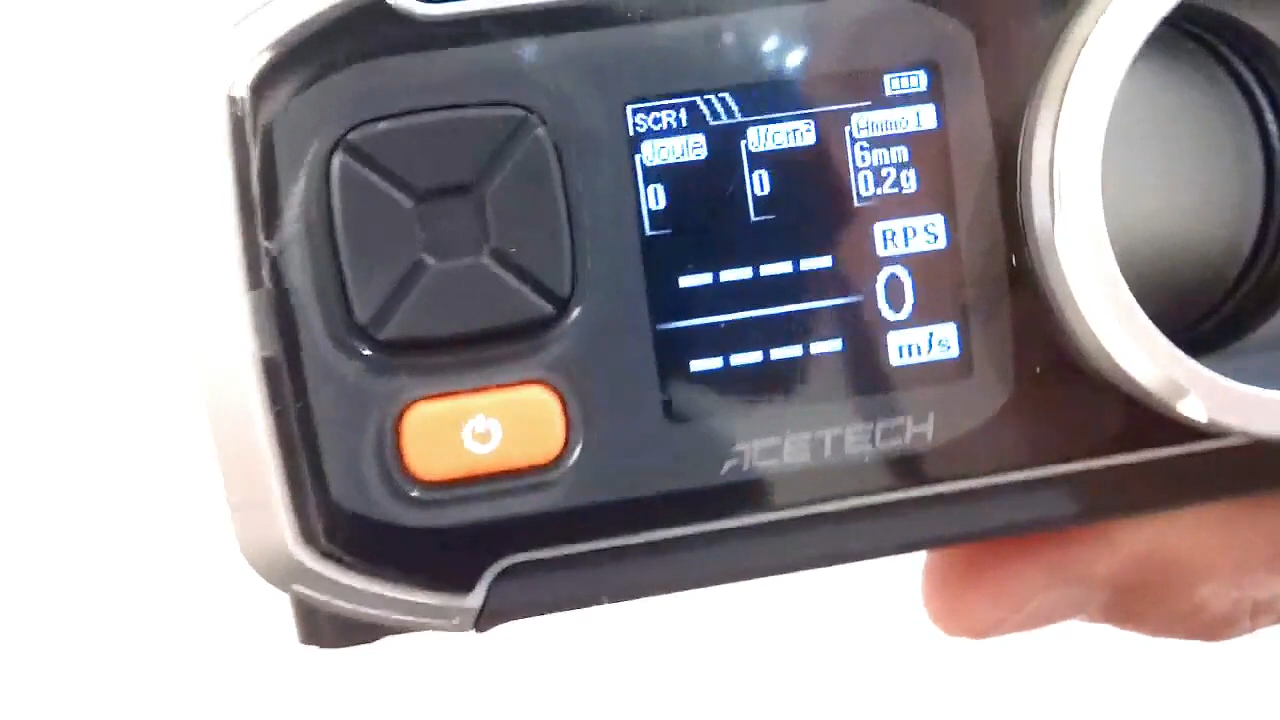 SCR1
Joule J/cm² Ammo 1
0 0 6mm
0.2g
RPS
---- 0
---- m/s
ACETECH